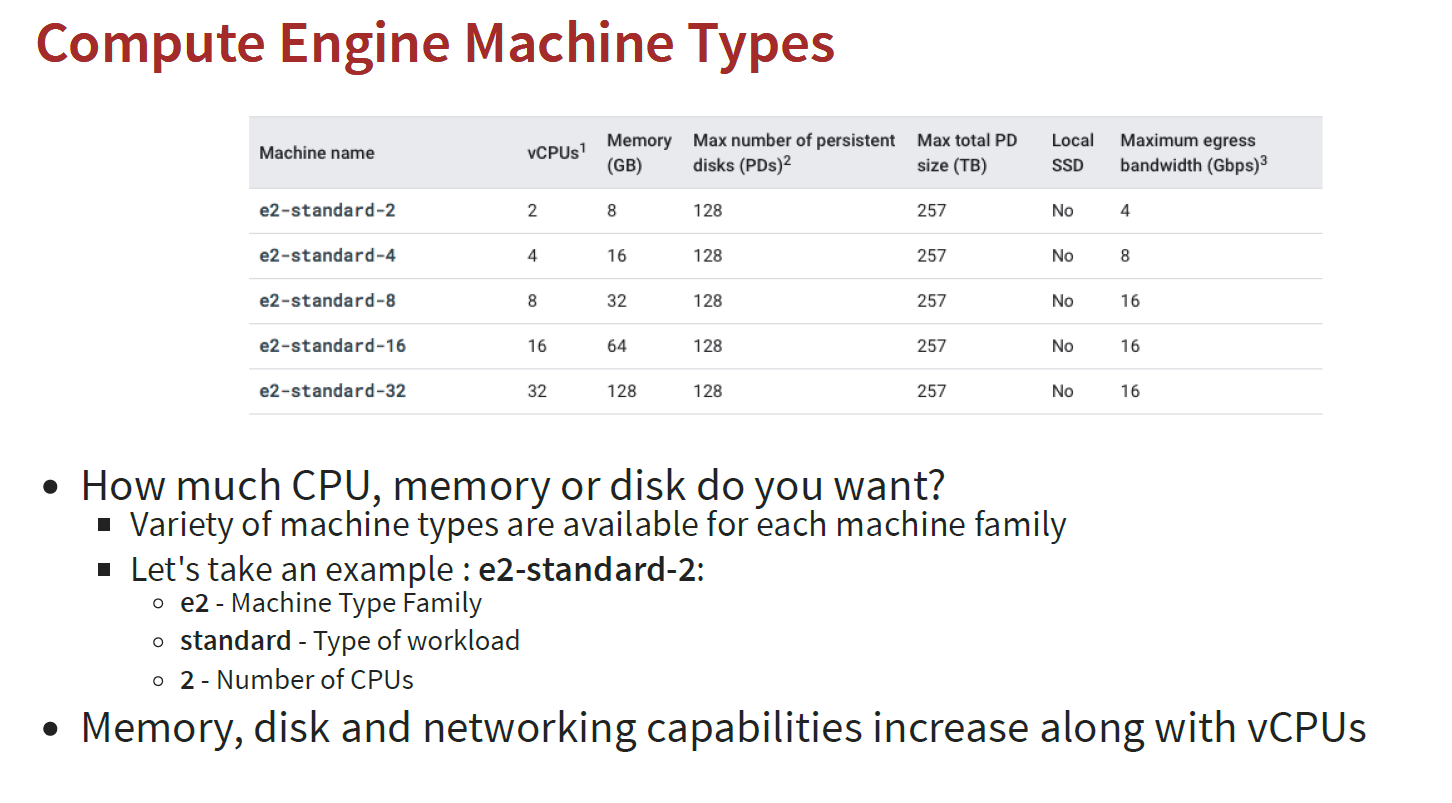 Compute Engine Machine Types
Machine name vCPUs1 Memory (GB) Max number of persistent disks (PDs)2 Max total PD size (TB) Local SSD Maximum egress bandwidth (Gbps)3
e2-standard-2 2 8 128 257 No 4
e2-standard-4 4 16 128 257 No 8
e2-standard-8 8 32 128 257 No 16
e2-standard-16 16 64 128 257 No 16
e2-standard-32 32 128 128 257 No 16
• How much CPU, memory or disk do you want?
▪ Variety of machine types are available for each machine family
▪ Let's take an example : e2-standard-2:
○ e2 - Machine Type Family
○ standard - Type of workload
○ 2 - Number of CPUs
• Memory, disk and networking capabilities increase along with vCPUs